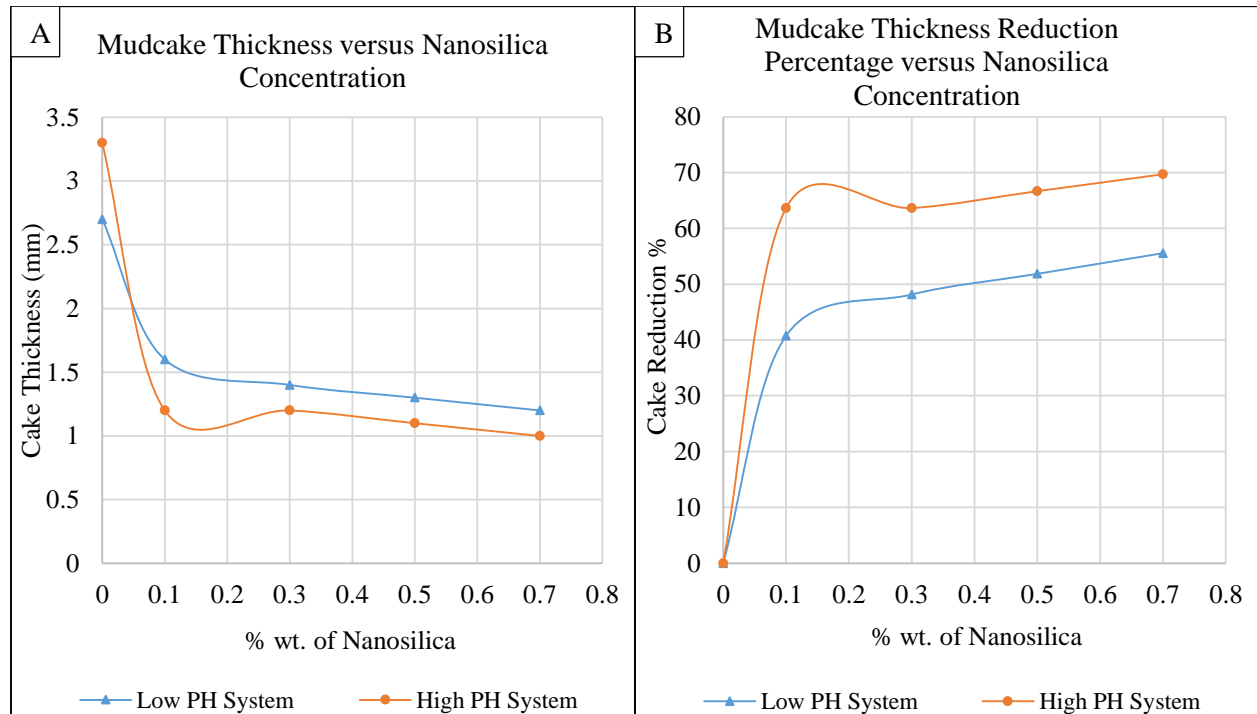 A
Mudcake Thickness versus Nanosilica
Concentration
3.5
3
2.5
2
1.5
1
0.5
0
Cake Thickness (mm)
0 0.1 0.2 0.3 0.4 0.5 0.6 0.7 0.8
% wt. of Nanosilica
Low PH System High PH System
B
Mudcake Thickness Reduction
Percentage versus Nanosilica
Concentration
80
70
60
50
40
30
20
10
0
Cake Reduction %
0 0.1 0.2 0.3 0.4 0.5 0.6 0.7 0.8
% wt. of Nanosilica
Low PH System High PH System